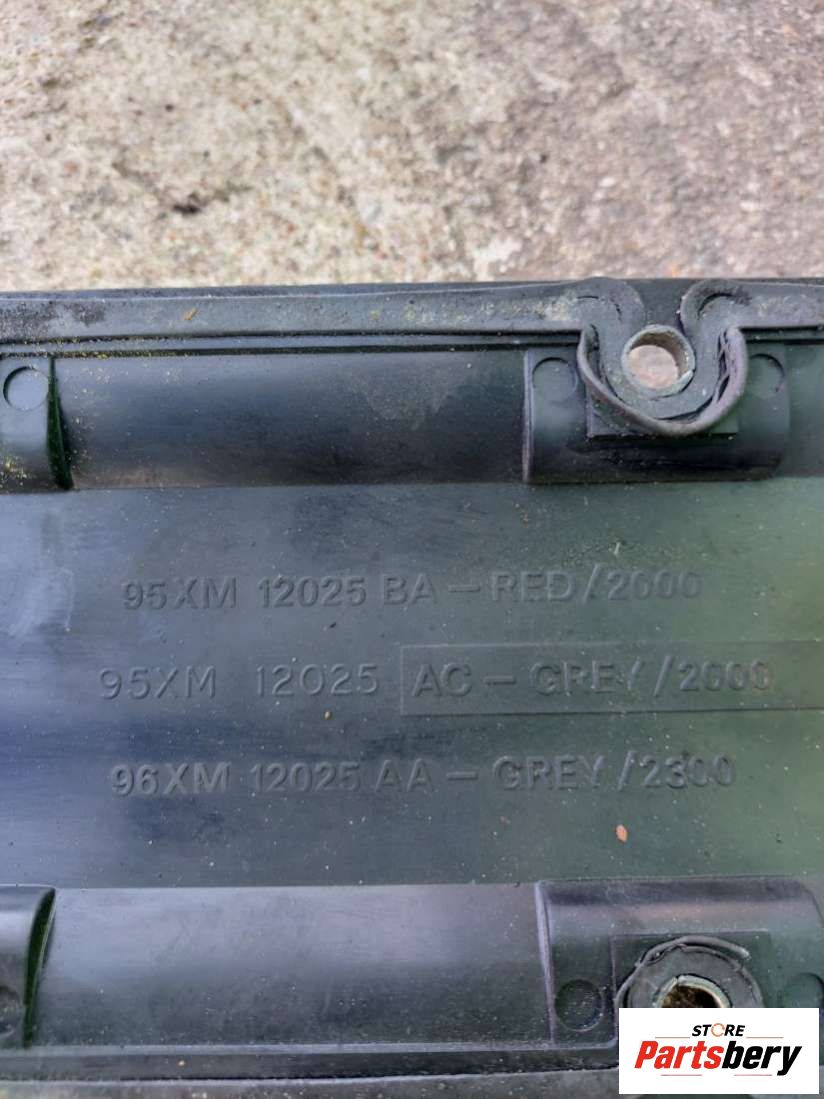 95XM 12025 BA - RED/2000
95XM 12025 AC - GREY/2000
96XM 12025 AA - GREY/2300
STORE
Partsbery